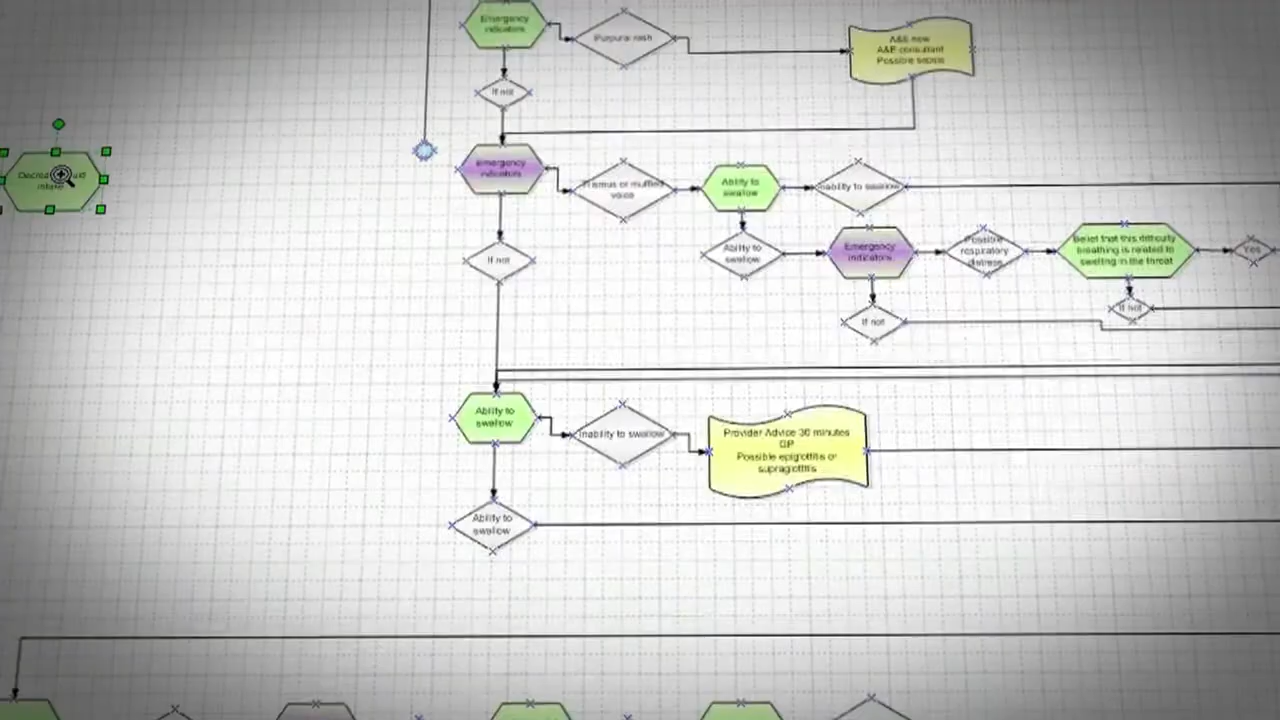 Emergency
indicators
Purpural rash
A&E now
A&E consultant
Possible sepsis
If not
Emergency
indicators
Trismus or muffled
voice
Ability to
swallow
Inability to swallow
If not
Ability to
swallow
Emergency
indicators
Possible
respiratory
distress
Belief that this difficulty
breathing is related to
swelling in the throat
Yes
If not
If not
Ability to
swallow
Inability to swallow
Provider Advice 30 minutes
GP
Possible epiglottitis or
supraglottitis
Ability to
swallow
intake